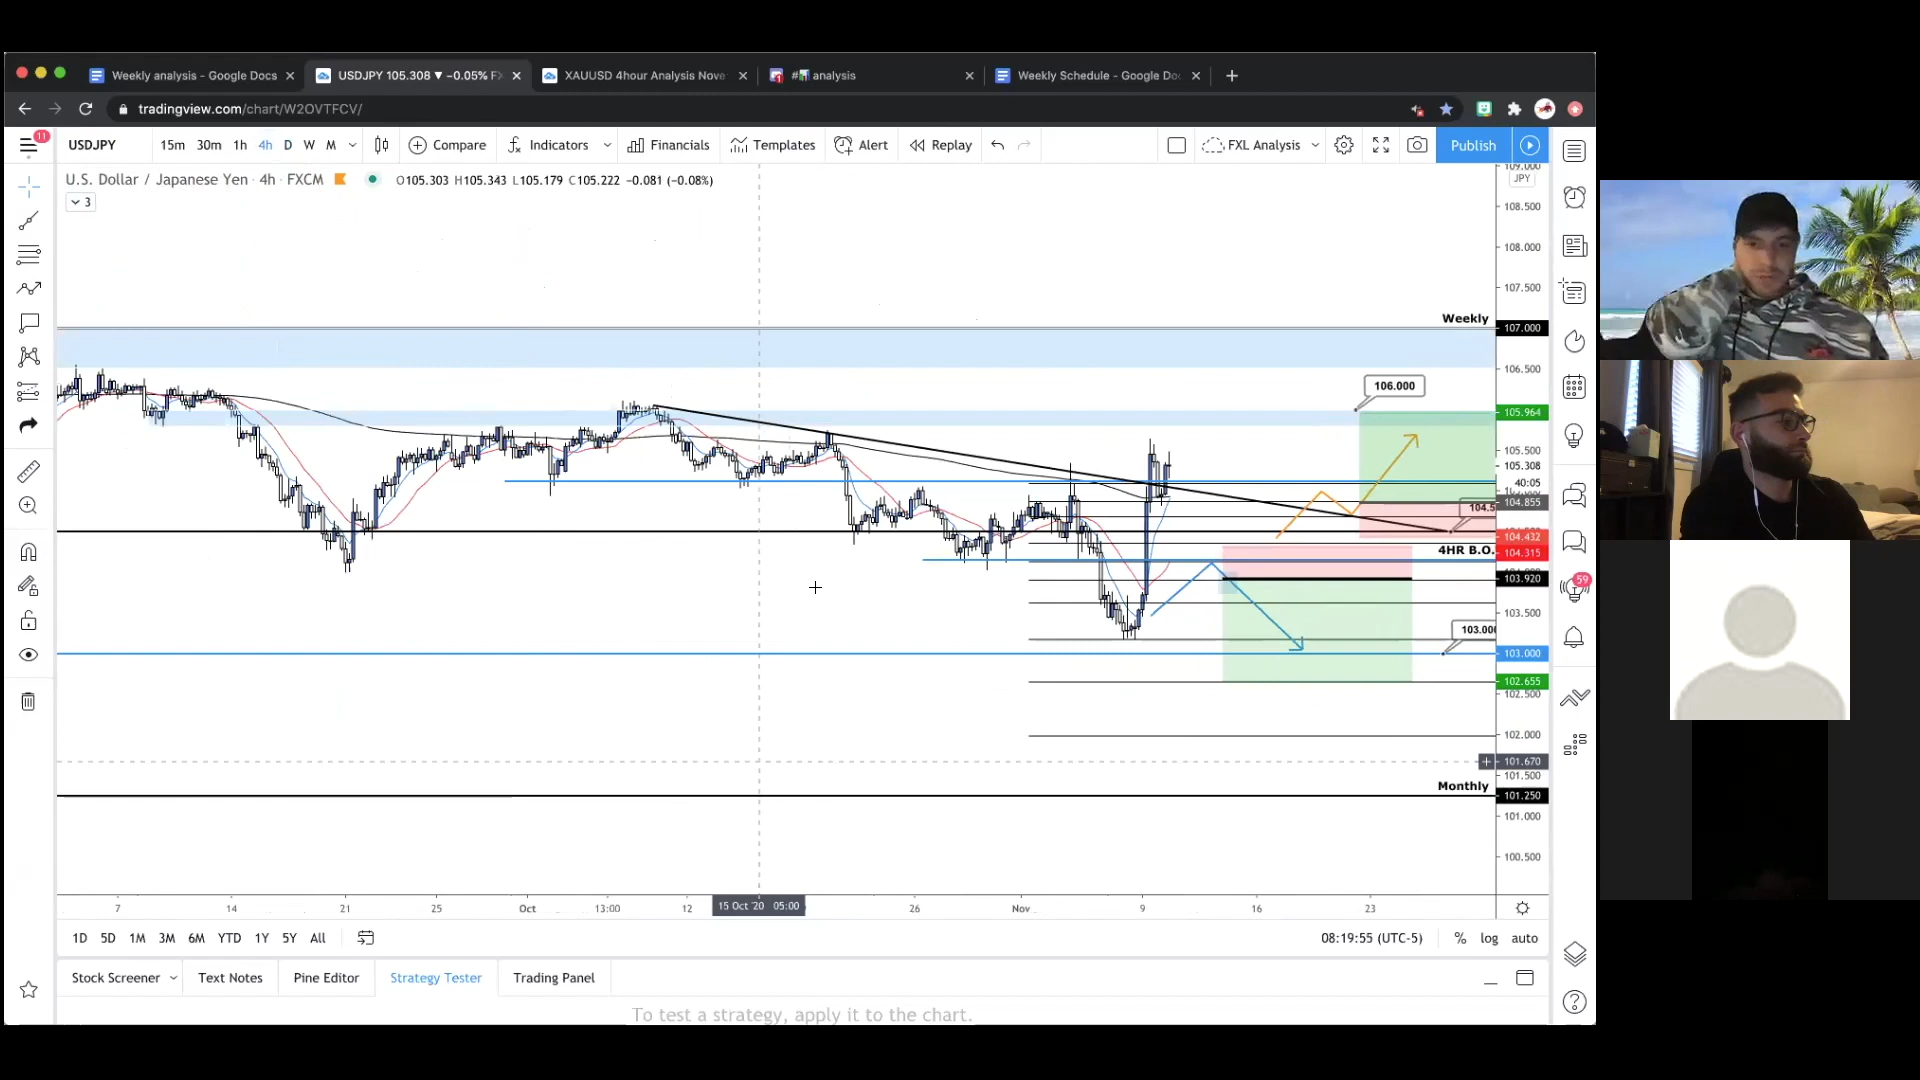 Weekly analysis - Google Docs
USDJPY 105.308 ▼ −0.05% FX
XAUUSD 4hour Analysis Nove
analysis
Weekly Schedule - Google Do
tradingview.com/chart/W2OVTFCV/
11
USDJPY
15m 30m 1h 4h D W M
Compare
Indicators
Financials
Templates
Alert
Replay
FXL Analysis
Publish
U.S. Dollar / Japanese Yen · 4h · FXCM
O105.303 H105.343 L105.179 C105.222 −0.081 (−0.08%)
3
109.000
JPY
108.500
108.000
107.500
Weekly
107.000
106.500
106.000
105.964
105.500
105.308
40:05
104.855
104.5
104.432
4HR B.O.
104.315
103.920
59
103.500
103.000
103.000
102.655
102.500
102.000
101.670
101.500
Monthly
101.250
101.000
100.500
7 14 21 25 Oct 13:00 12 15 Oct '20 05:00 26 Nov 9 16 23
1D 5D 1M 3M 6M YTD 1Y 5Y All
08:19:55 (UTC-5)
% log auto
Stock Screener
Text Notes
Pine Editor
Strategy Tester
Trading Panel
To test a strategy, apply it to the chart.